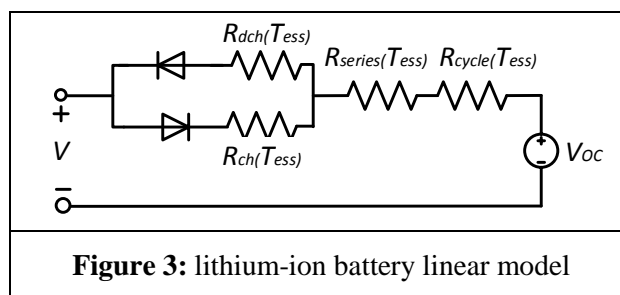 Rdch(Tess)
Rseries(Tess) Rcycle(Tess)
+
V
−
Rch(Tess)
+
−
VOC
Figure 3: lithium-ion battery linear model